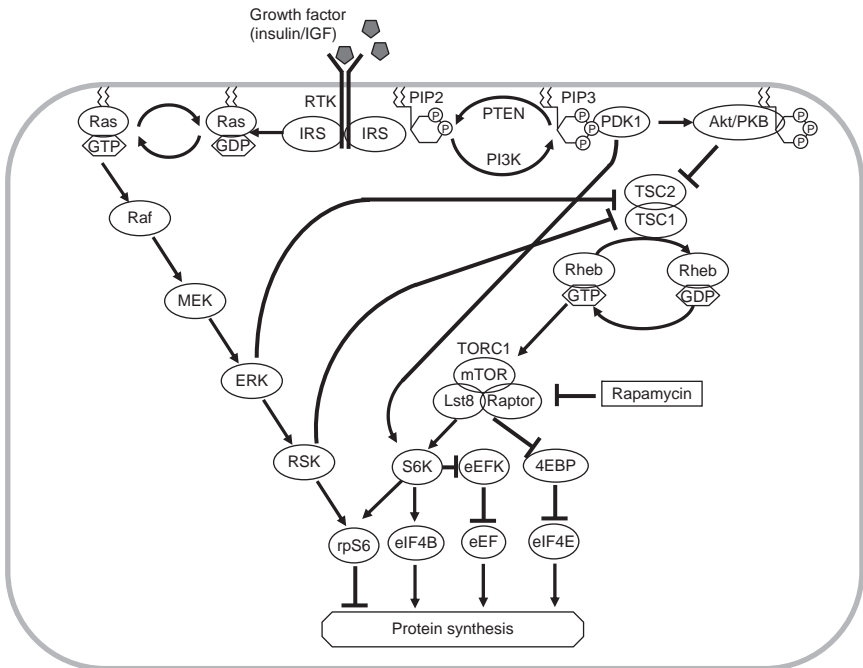 Growth factor
(insulin/IGF)
RTK
PIP2
PIP3
Ras
GTP
Ras
GDP
IRS
IRS
P
PTEN
PI3K
P
P
P
PDK1
Akt/PKB
P
P
P
TSC2
TSC1
Raf
Rheb
GTP
Rheb
GDP
MEK
TORC1
mTOR
Lst8
Raptor
Rapamycin
ERK
RSK
S6K
eEFK
4EBP
rpS6
eIF4B
eEF
eIF4E
Protein synthesis